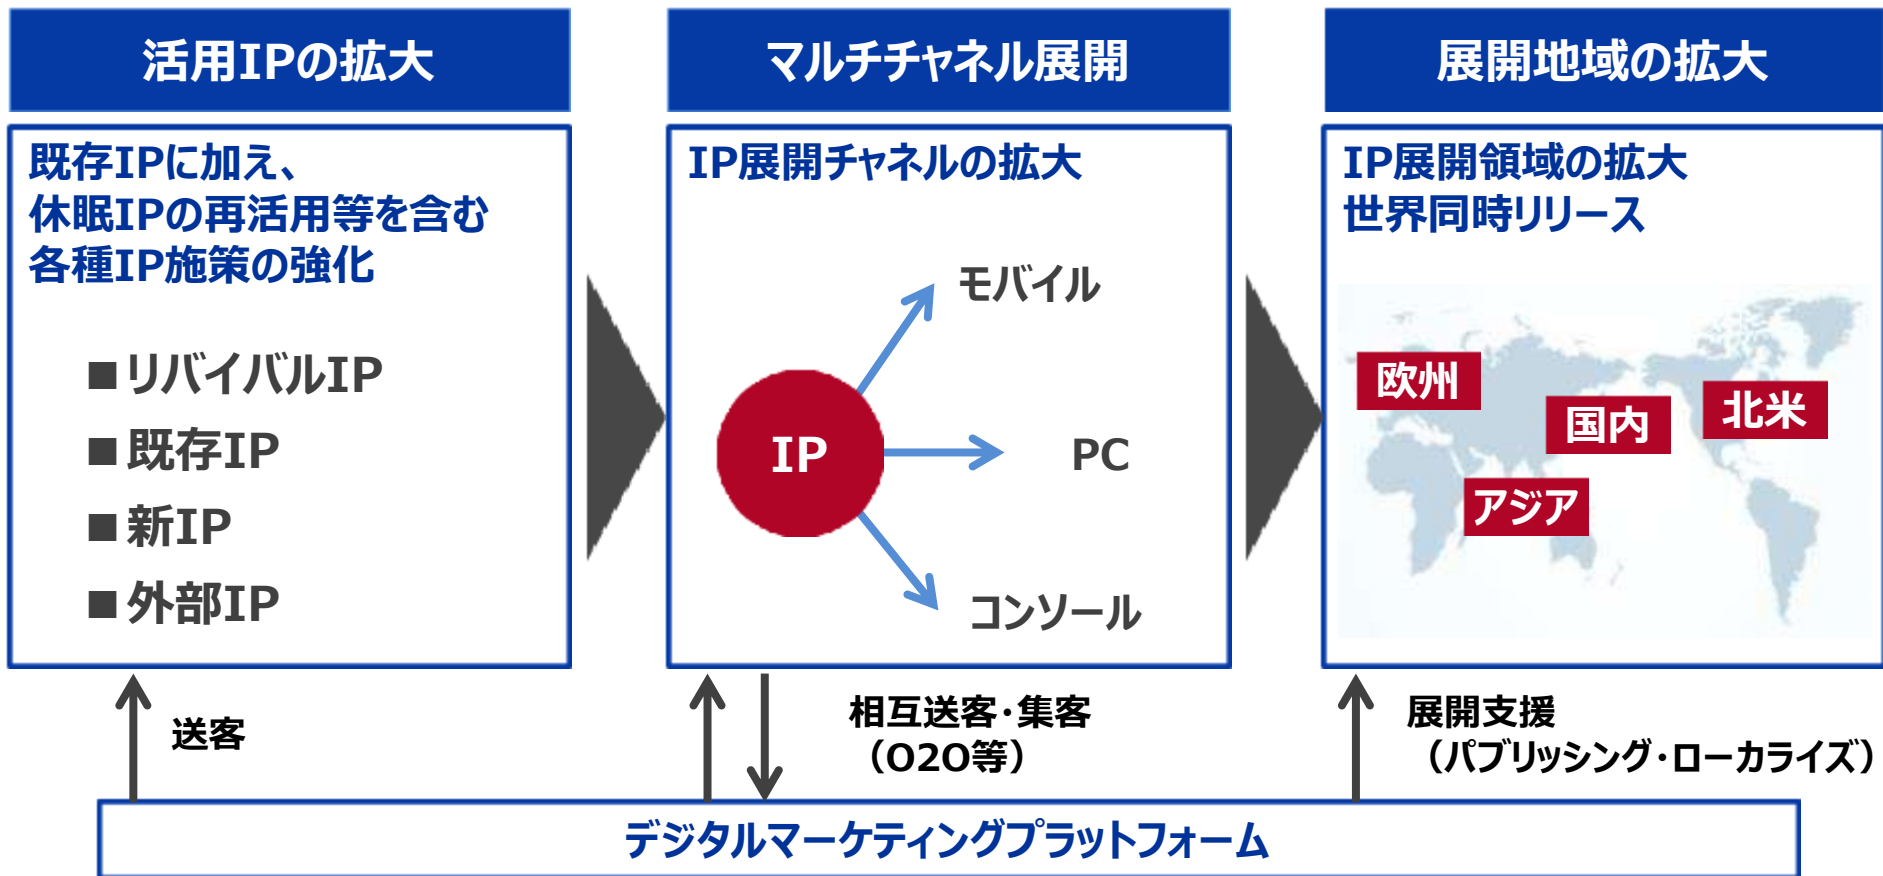 活用IPの拡大
マルチチャネル展開
展開地域の拡大
既存IPに加え、
休眠IPの再活用等を含む
各種IP施策の強化
■リバイバルIP
■既存IP
■新IP
■外部IP
IP展開チャネルの拡大
モバイル
IP
PC
コンソール
IP展開領域の拡大
世界同時リリース
欧州
国内
北米
アジア
送客
相互送客・集客
（O2O等）
展開支援
（パブリッシング・ローカライズ）
デジタルマーケティングプラットフォーム